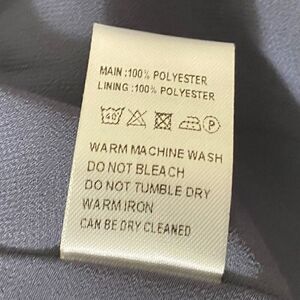 MAIN :100% POLYESTER
LINING :100% POLYESTER
40 P
WARM MACHINE WASH
DO NOT BLEACH
DO NOT TUMBLE DRY
WARM IRON
CAN BE DRY CLEANED